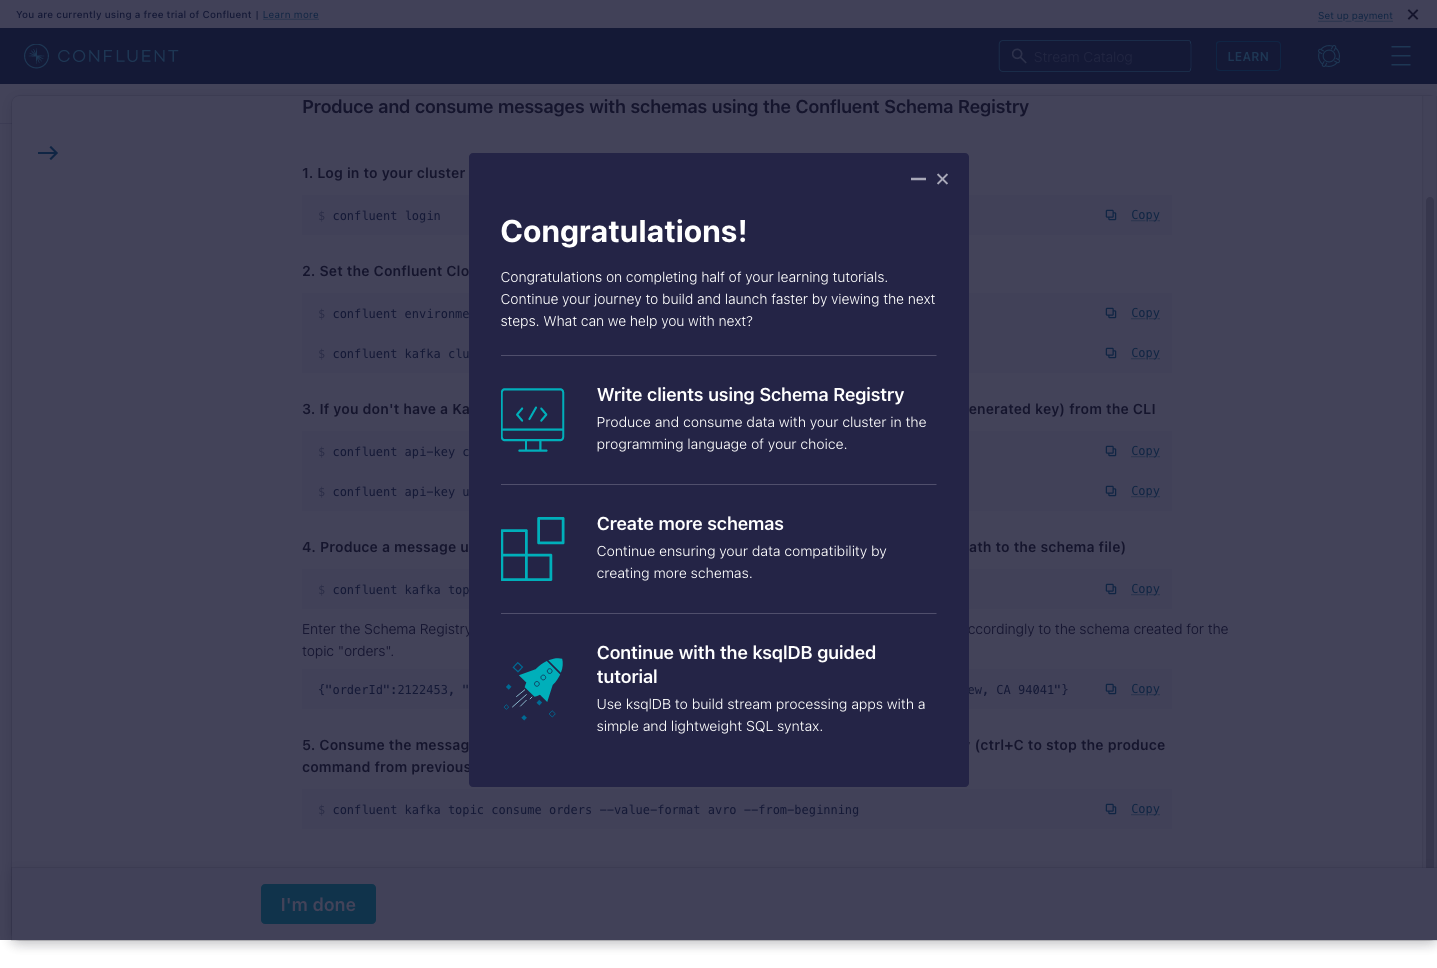 You are currently using a free trial of Confluent | Learn more
Set up payment
CONFLUENT
Stream Catalog
LEARN
Produce and consume messages with schemas using the Confluent Schema Registry
1. Log in to your cluster
$ confluent login
Copy
2. Set the Confluent Clo
$ confluent environme
Copy
$ confluent kafka clu
Copy
3. If you don't have a Ka
enerated key) from the CLI
$ confluent api-key c
Copy
$ confluent api-key u
Copy
4. Produce a message u
ath to the schema file)
$ confluent kafka top
Copy
Enter the Schema Registry
ccordingly to the schema created for the
topic "orders".
{"orderId":2122453, "
ew, CA 94041"}
Copy
5. Consume the messag
(ctrl+C to stop the produce
command from previous
$ confluent kafka topic consume orders --value-format avro --from-beginning
Copy
I'm done
Congratulations!
Congratulations on completing half of your learning tutorials.
Continue your journey to build and launch faster by viewing the next
steps. What can we help you with next?
Write clients using Schema Registry
Produce and consume data with your cluster in the
programming language of your choice.
Create more schemas
Continue ensuring your data compatibility by
creating more schemas.
Continue with the ksqlDB guided
tutorial
Use ksqlDB to build stream processing apps with a
simple and lightweight SQL syntax.